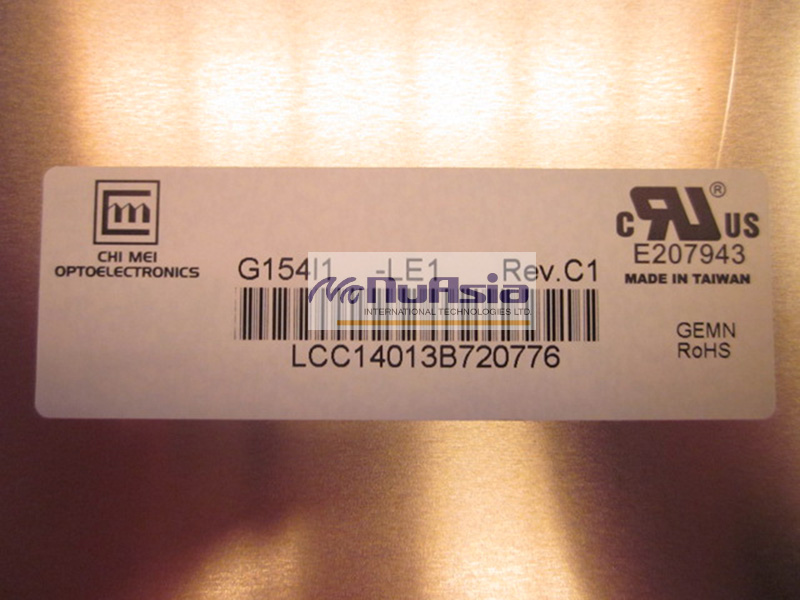 CHI MEI
OPTOELECTRONICS
G154I1 -LE1 Rev.C1
LCC14013B720776
C UR ® US
E207943
MADE IN TAIWAN
GEMN
RoHS
NuAsia
INTERNATIONAL TECHNOLOGIES LTD.